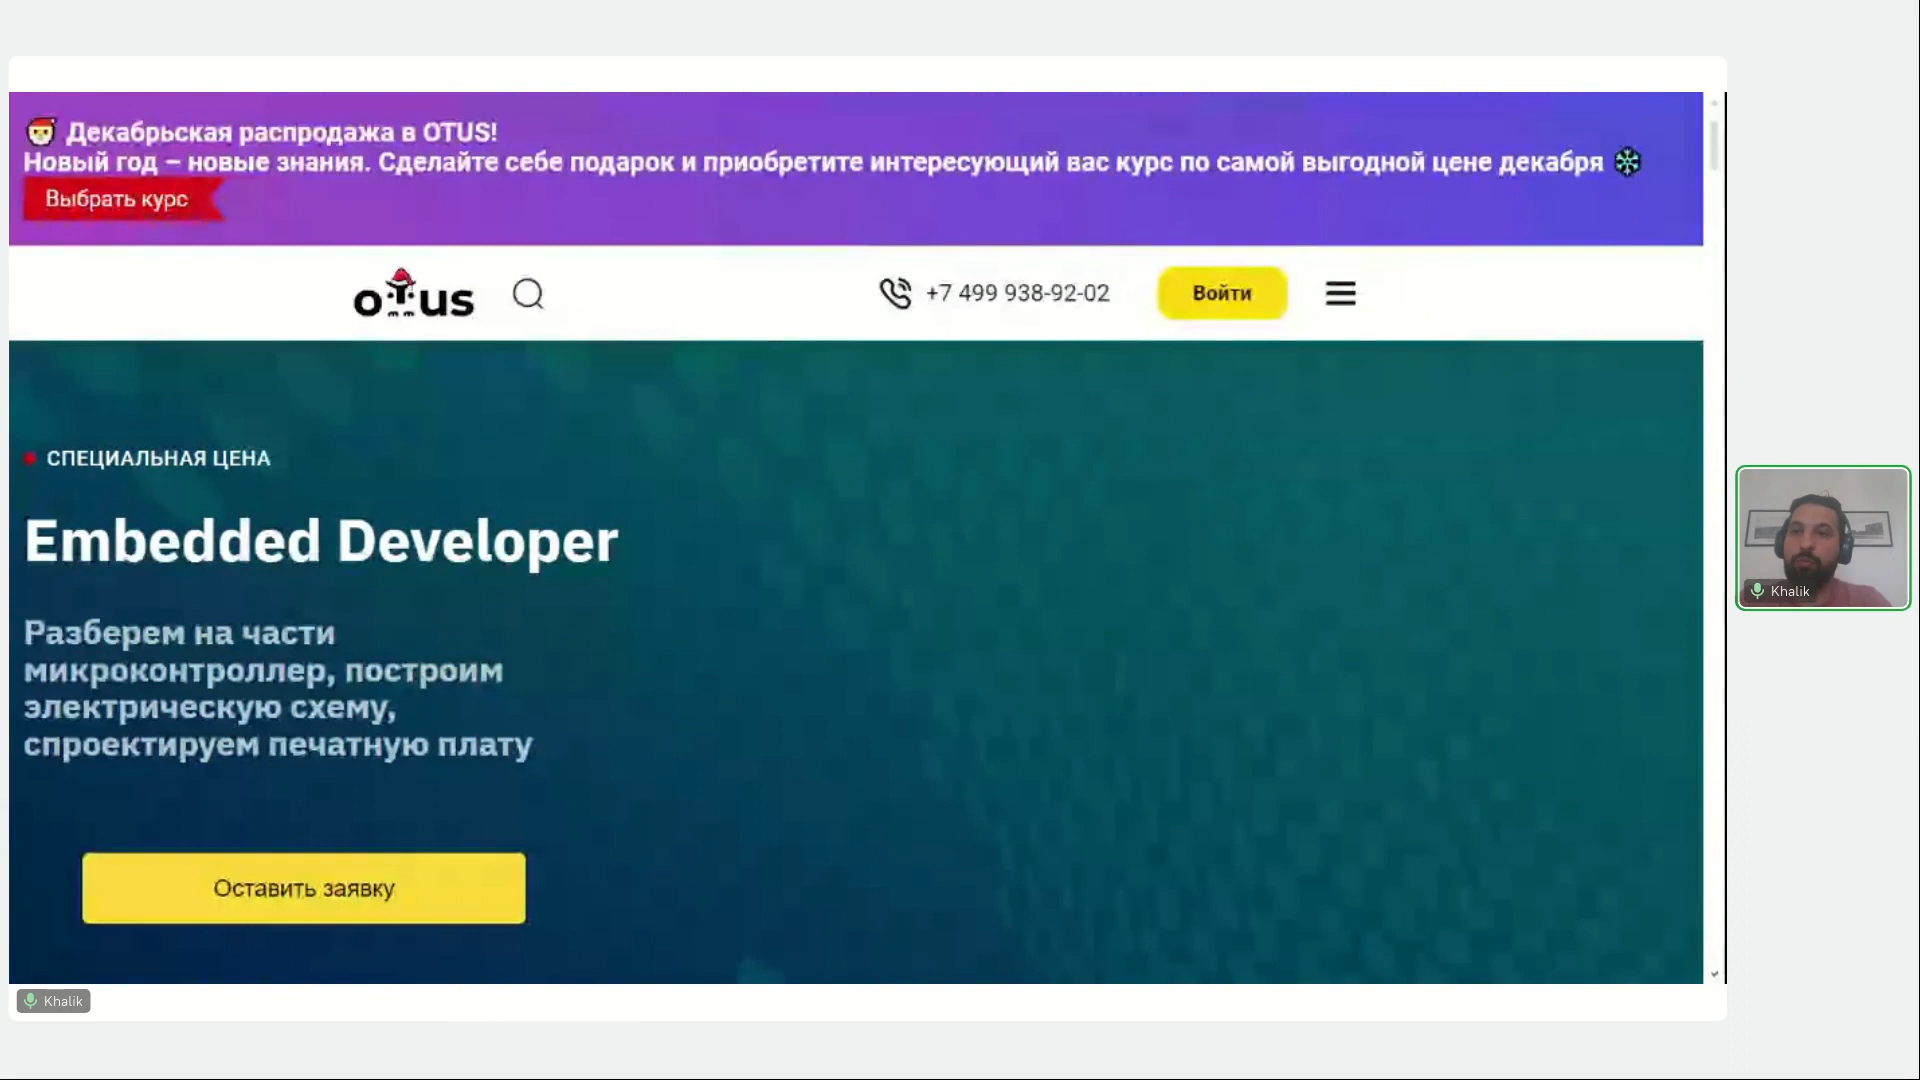 Декабрьская распродажа в OTUS!
Новый год – новые знания. Сделайте себе подарок и приобретите интересующий вас курс по самой выгодной цене декабря
Выбрать курс
oTus
+7 499 938-92-02
Войти
СПЕЦИАЛЬНАЯ ЦЕНА
Embedded Developer
Разберем на части
микроконтроллер, построим
электрическую схему,
спроектируем печатную плату
Оставить заявку
Khalik
Khalik